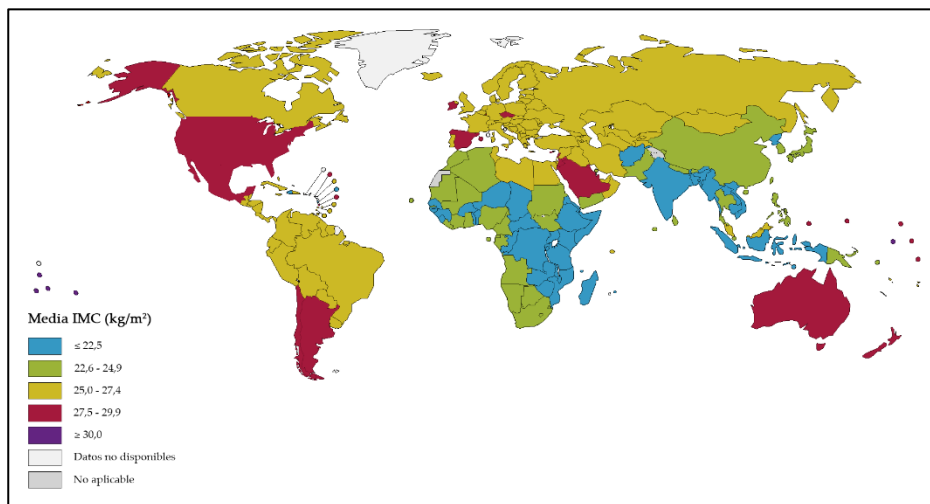 Media IMC (kg/m²)
≤ 22,5
22,6 - 24,9
25,0 - 27,4
27,5 - 29,9
≥ 30,0
Datos no disponibles
No aplicable